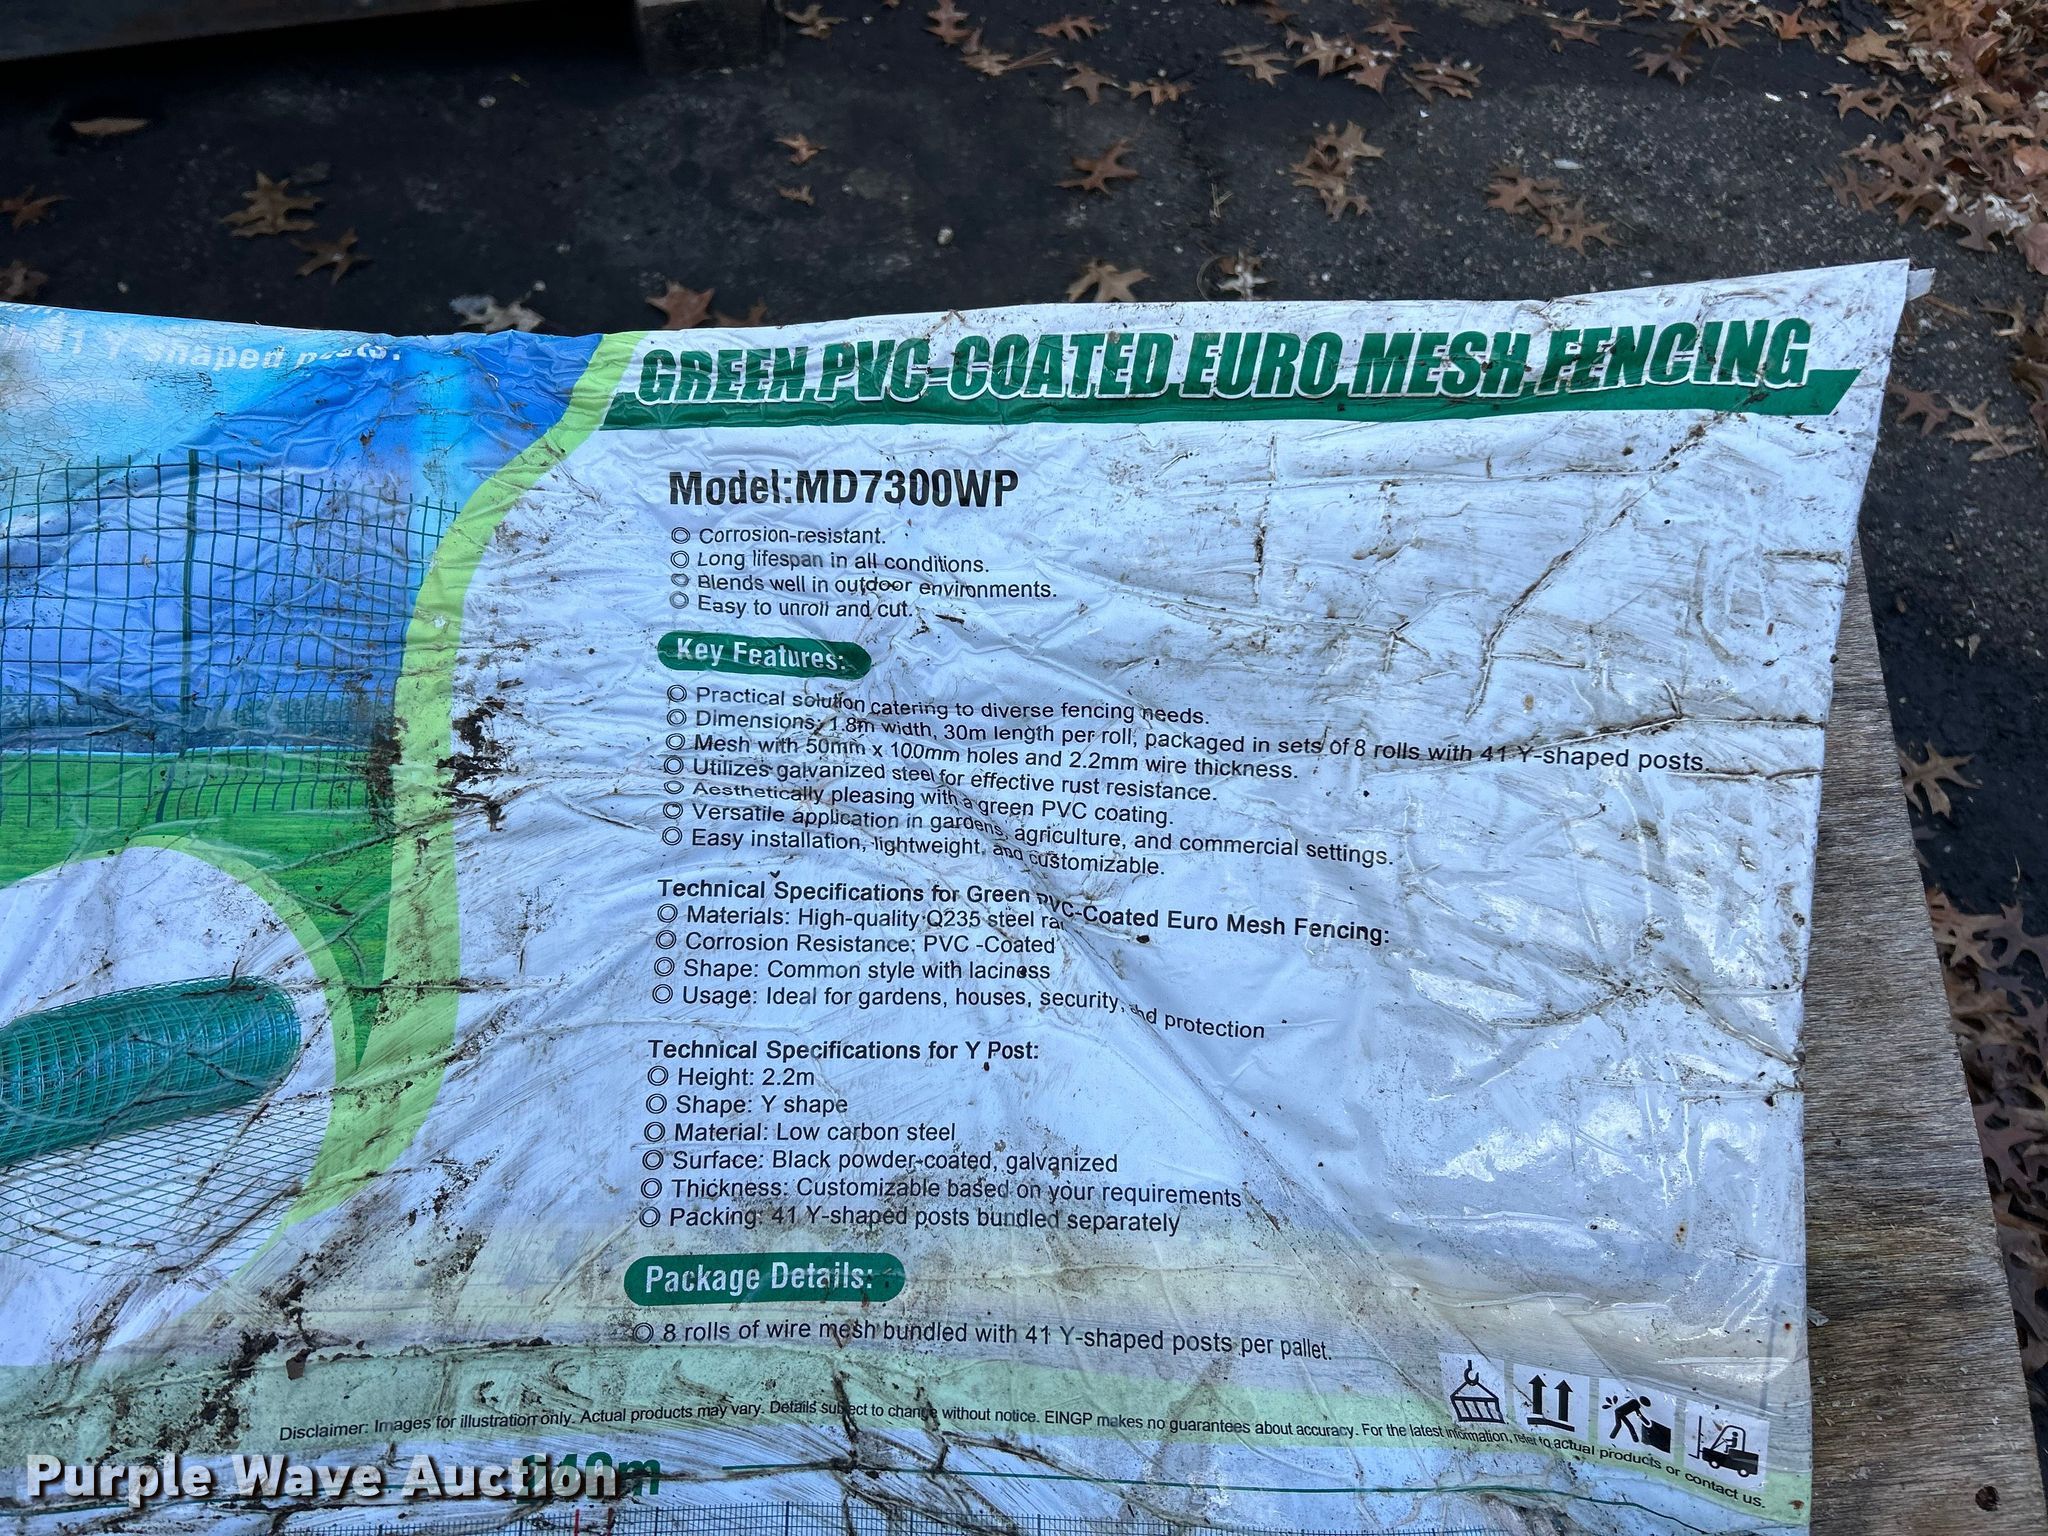 41 Y-shaped posts.
GREEN PVC-COATED EURO MESH FENCING
Model:MD7300WP
Corrosion-resistant.
Long lifespan in all conditions.
Blends well in outdoor environments.
Easy to unroll and cut.
Key Features:
Practical solution catering to diverse fencing needs.
Dimensions: 1.8m width, 30m length per roll; packaged in sets of 8 rolls with 41 Y-shaped posts.
Mesh with 50mm x 100mm holes and 2.2mm wire thickness.
Utilizes galvanized steel for effective rust resistance.
Aesthetically pleasing with a green PVC coating.
Versatile application in gardens, agriculture, and commercial settings.
Easy installation, lightweight, and customizable.
Technical Specifications for Green PVC-Coated Euro Mesh Fencing:
Materials: High-quality Q235 steel
Corrosion Resistance: PVC -Coated
Shape: Common style with laciness
Usage: Ideal for gardens, houses, security, and protection
Technical Specifications for Y Post:
Height: 2.2m
Shape: Y shape
Material: Low carbon steel
Surface: Black powder-coated, galvanized
Thickness: Customizable based on your requirements
Packing: 41 Y-shaped posts bundled separately
Package Details:
8 rolls of wire mesh bundled with 41 Y-shaped posts per pallet.
Disclaimer: Images for illustration only. Actual products may vary. Details subject to change without notice. EINGP makes no guarantees about accuracy. For the latest information, refer to actual products or contact us.
240m
Purple Wave Auction